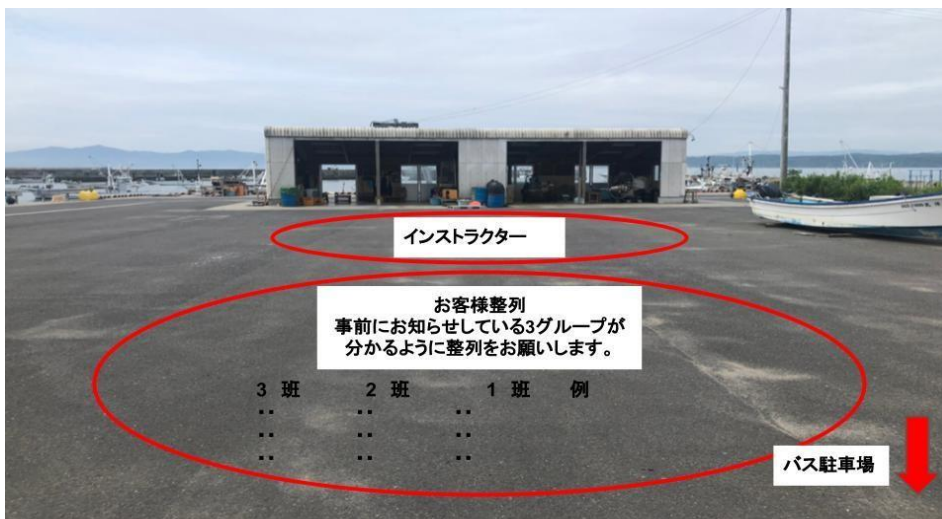 インストラクター
お客様整列
事前にお知らせしている3グループが
分かるように整列をお願いします。
3 班 2 班 1 班 例
バス駐車場